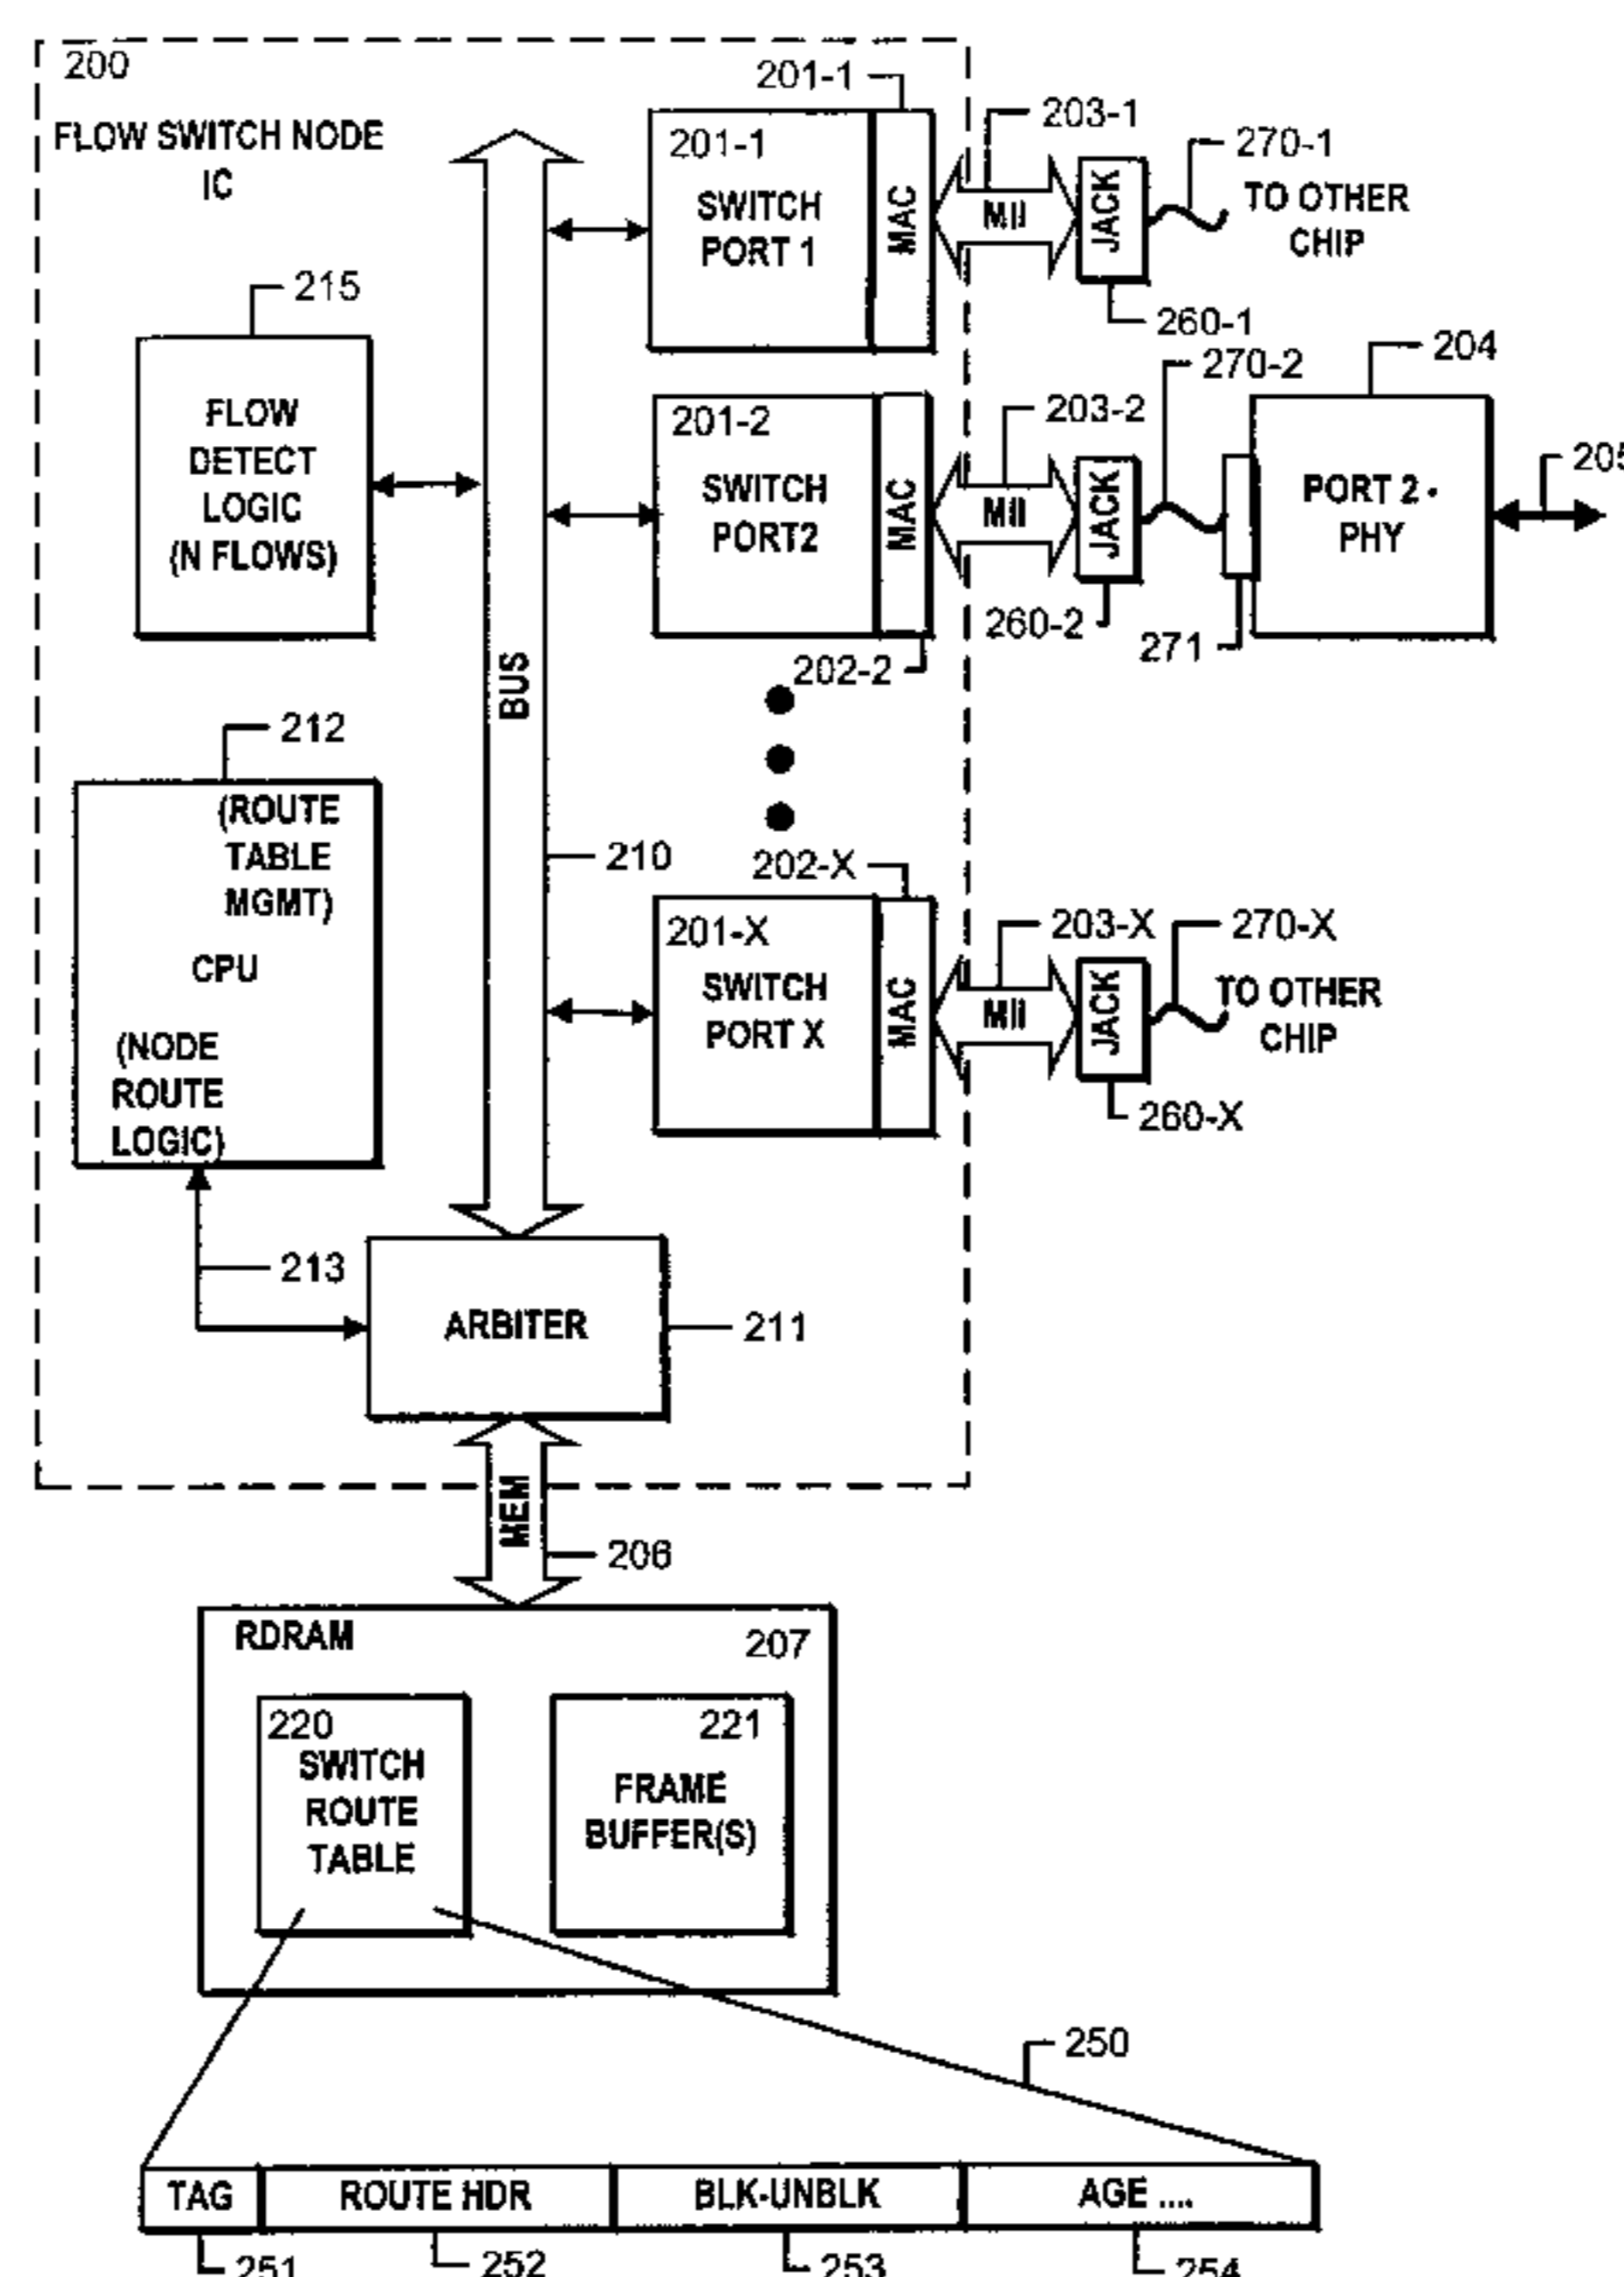 200
FLOW SWITCH NODE
IC
201-1
201-1
SWITCH
PORT 1
MAC
203-1
MII
JACK
270-1
TO OTHER
CHIP
260-1
215
FLOW
DETECT
LOGIC
(N FLOWS)
201-2
SWITCH
PORT2
MAC
202-2
203-2
MII
JACK
260-2
270-2
271
204
PORT 2 -
PHY
205
BUS
210
212
(ROUTE
TABLE
MGMT)
CPU
(NODE
ROUTE
LOGIC)
202-X
201-X
SWITCH
PORT X
MAC
203-X
MII
JACK
270-X
TO OTHER
CHIP
260-X
213
ARBITER
211
MEM
206
RDRAM
207
220
SWITCH
ROUTE
TABLE
221
FRAME
BUFFER(S)
250
TAG
ROUTE HDR
BLK-UNBLK
AGE ....
251
252
253
254